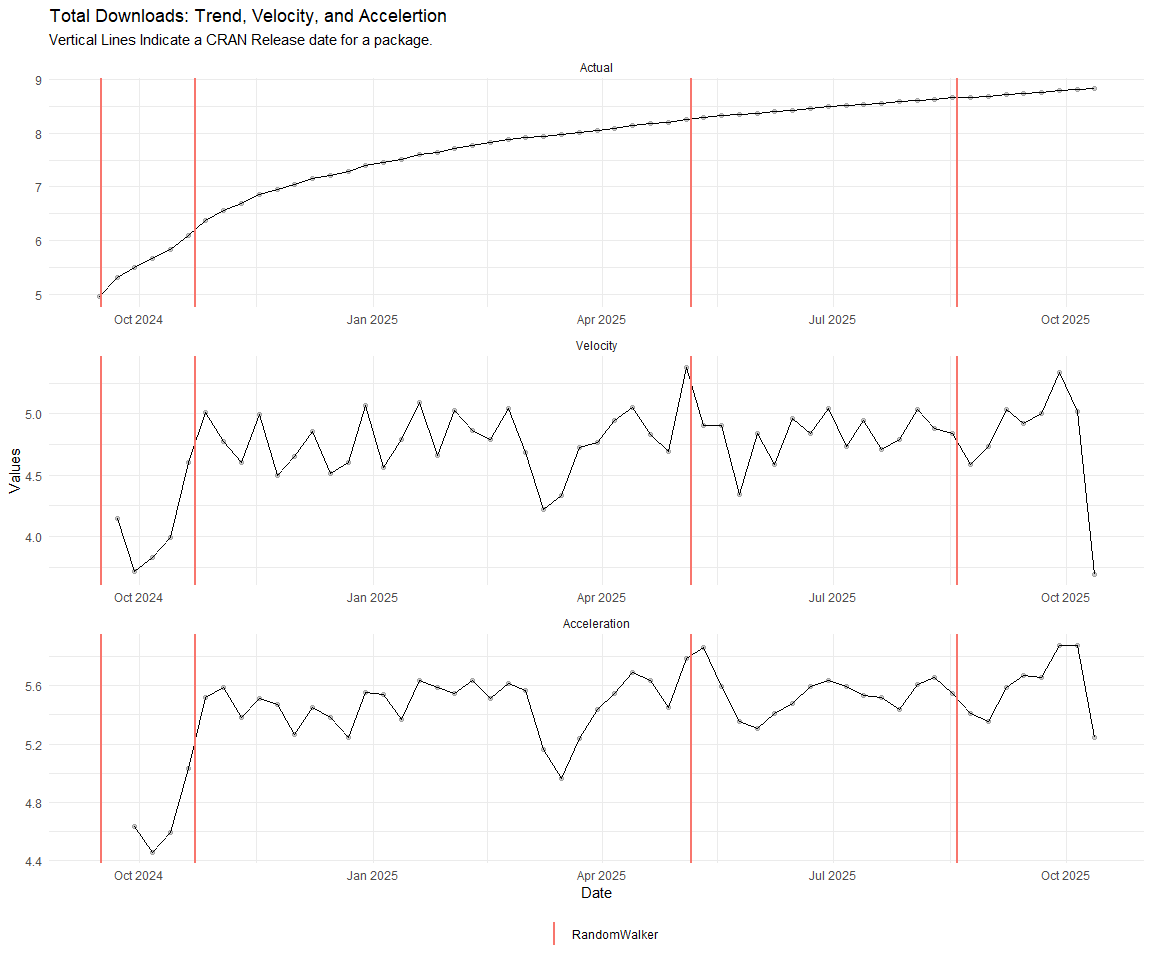 Total Downloads: Trend, Velocity, and Accelertion
Vertical Lines Indicate a CRAN Release date for a package.
Actual
9
8
7
6
5
Oct 2024 Jan 2025 Apr 2025 Jul 2025 Oct 2025
Velocity
5.0
4.5
4.0
Values
Oct 2024 Jan 2025 Apr 2025 Jul 2025 Oct 2025
Acceleration
5.6
5.2
4.8
4.4
Oct 2024 Jan 2025 Apr 2025 Jul 2025 Oct 2025
Date
RandomWalker